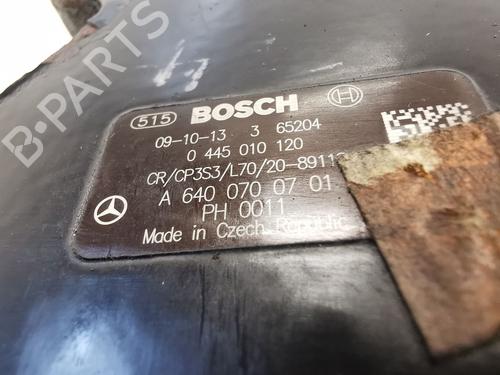 B-PARTS
515 BOSCH
09-10-13 3 65204
0 445 010 120
CR/CP3S3/L70/20-8911
A 640 070 07 01
PH 0011
Made in Czech Republic